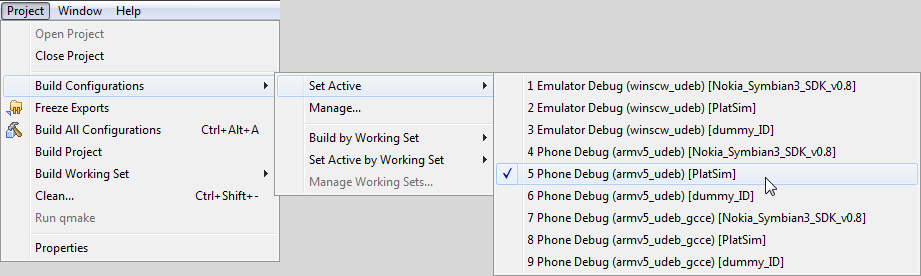 Project Window Help
Open Project
Close Project
Build Configurations
Freeze Exports
Build All Configurations Ctrl+Alt+A
Build Project
Build Working Set
Clean... Ctrl+Shift+-
Run qmake
Properties
Set Active
Manage...
Build by Working Set
Set Active by Working Set
Manage Working Sets...
1 Emulator Debug (winscw_udeb) [Nokia_Symbian3_SDK_v0.8]
2 Emulator Debug (winscw_udeb) [PlatSim]
3 Emulator Debug (winscw_udeb) [dummy_ID]
4 Phone Debug (armv5_udeb) [Nokia_Symbian3_SDK_v0.8]
5 Phone Debug (armv5_udeb) [PlatSim]
6 Phone Debug (armv5_udeb) [dummy_ID]
7 Phone Debug (armv5_udeb_gcce) [Nokia_Symbian3_SDK_v0.8]
8 Phone Debug (armv5_udeb_gcce) [PlatSim]
9 Phone Debug (armv5_udeb_gcce) [dummy_ID]